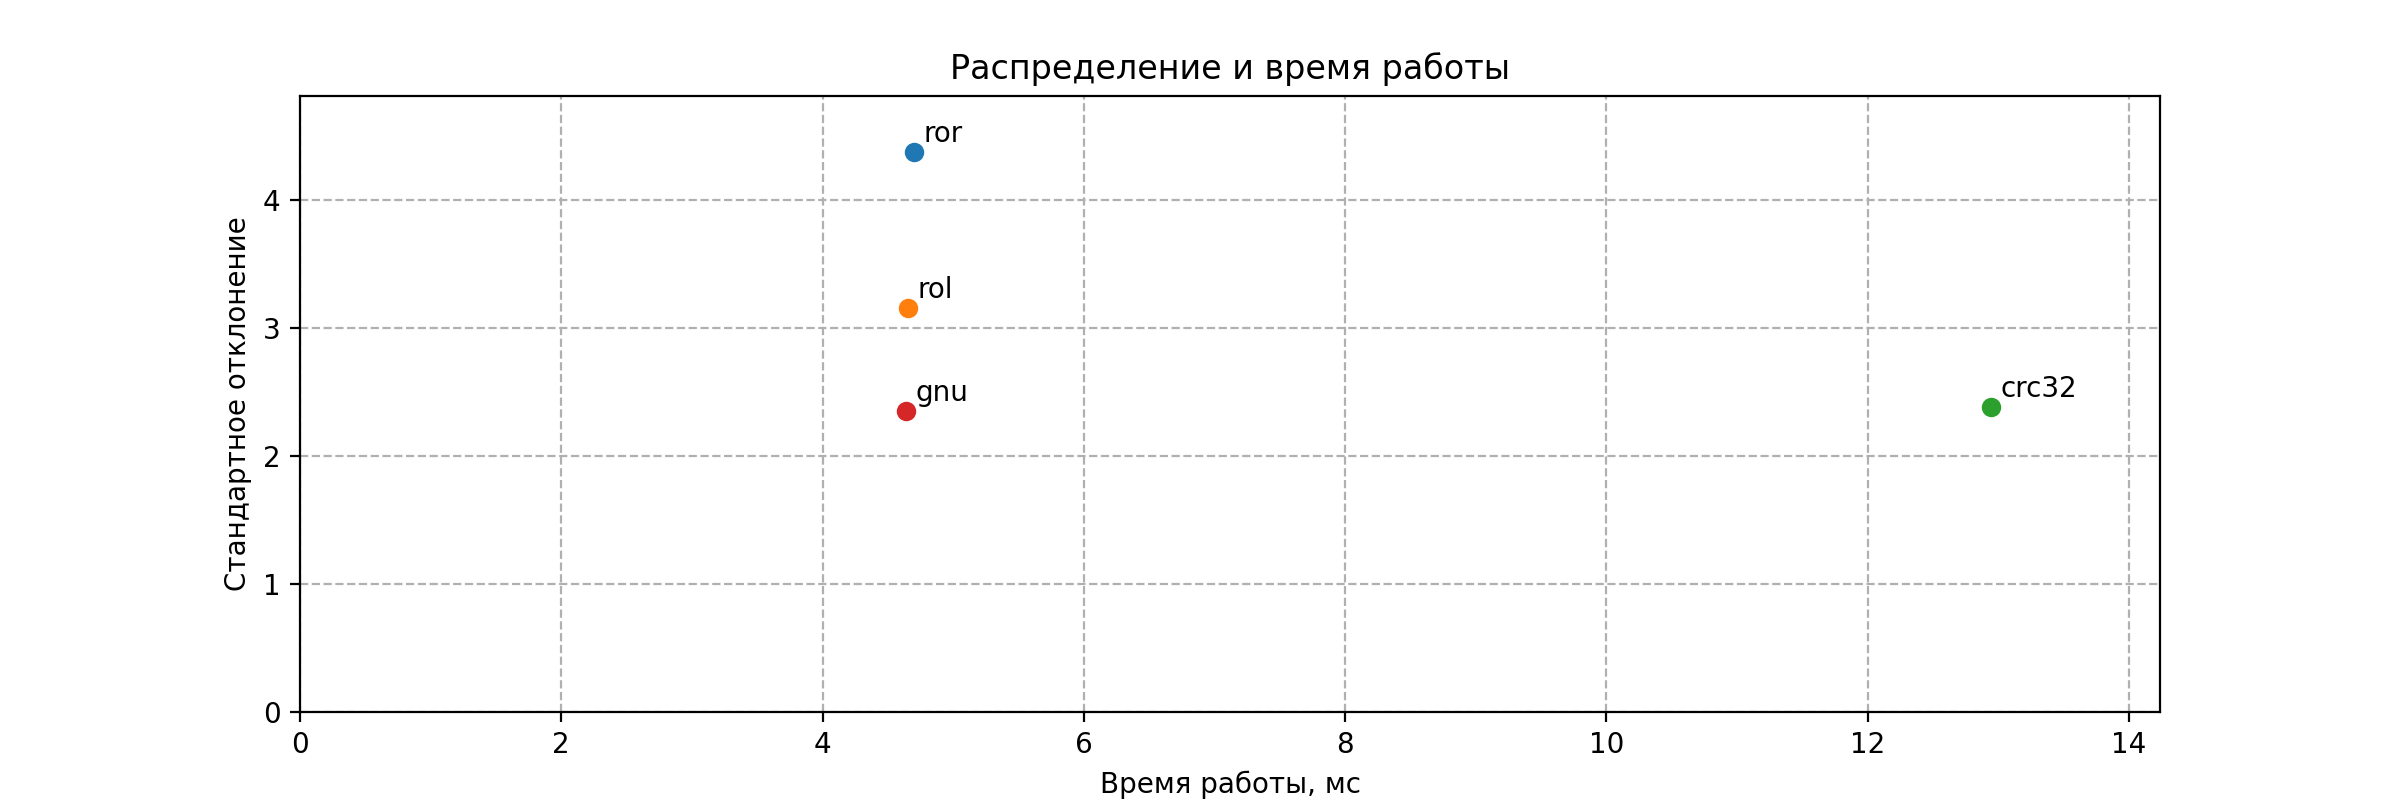 Распределение и время работы
ror
4
rol
3
gnu
crc32
2
1
0
Стандартное отклонение
0 2 4 6 8 10 12 14
Время работы, мс